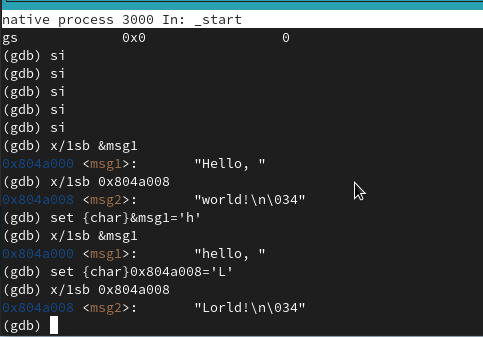 native process 3000 In: _start
gs             0x0                 0
(gdb) si
(gdb) si
(gdb) si
(gdb) si
(gdb) si
(gdb) x/1sb &msg1
0x804a000 <msg1>:       "Hello, "
(gdb) x/1sb 0x804a008
0x804a008 <msg2>:       "world!\n\034"
(gdb) set {char}&msg1='h'
(gdb) x/1sb &msg1
0x804a000 <msg1>:       "hello, "
(gdb) set {char}0x804a008='L'
(gdb) x/1sb 0x804a008
0x804a008 <msg2>:       "Lorld!\n\034"
(gdb)